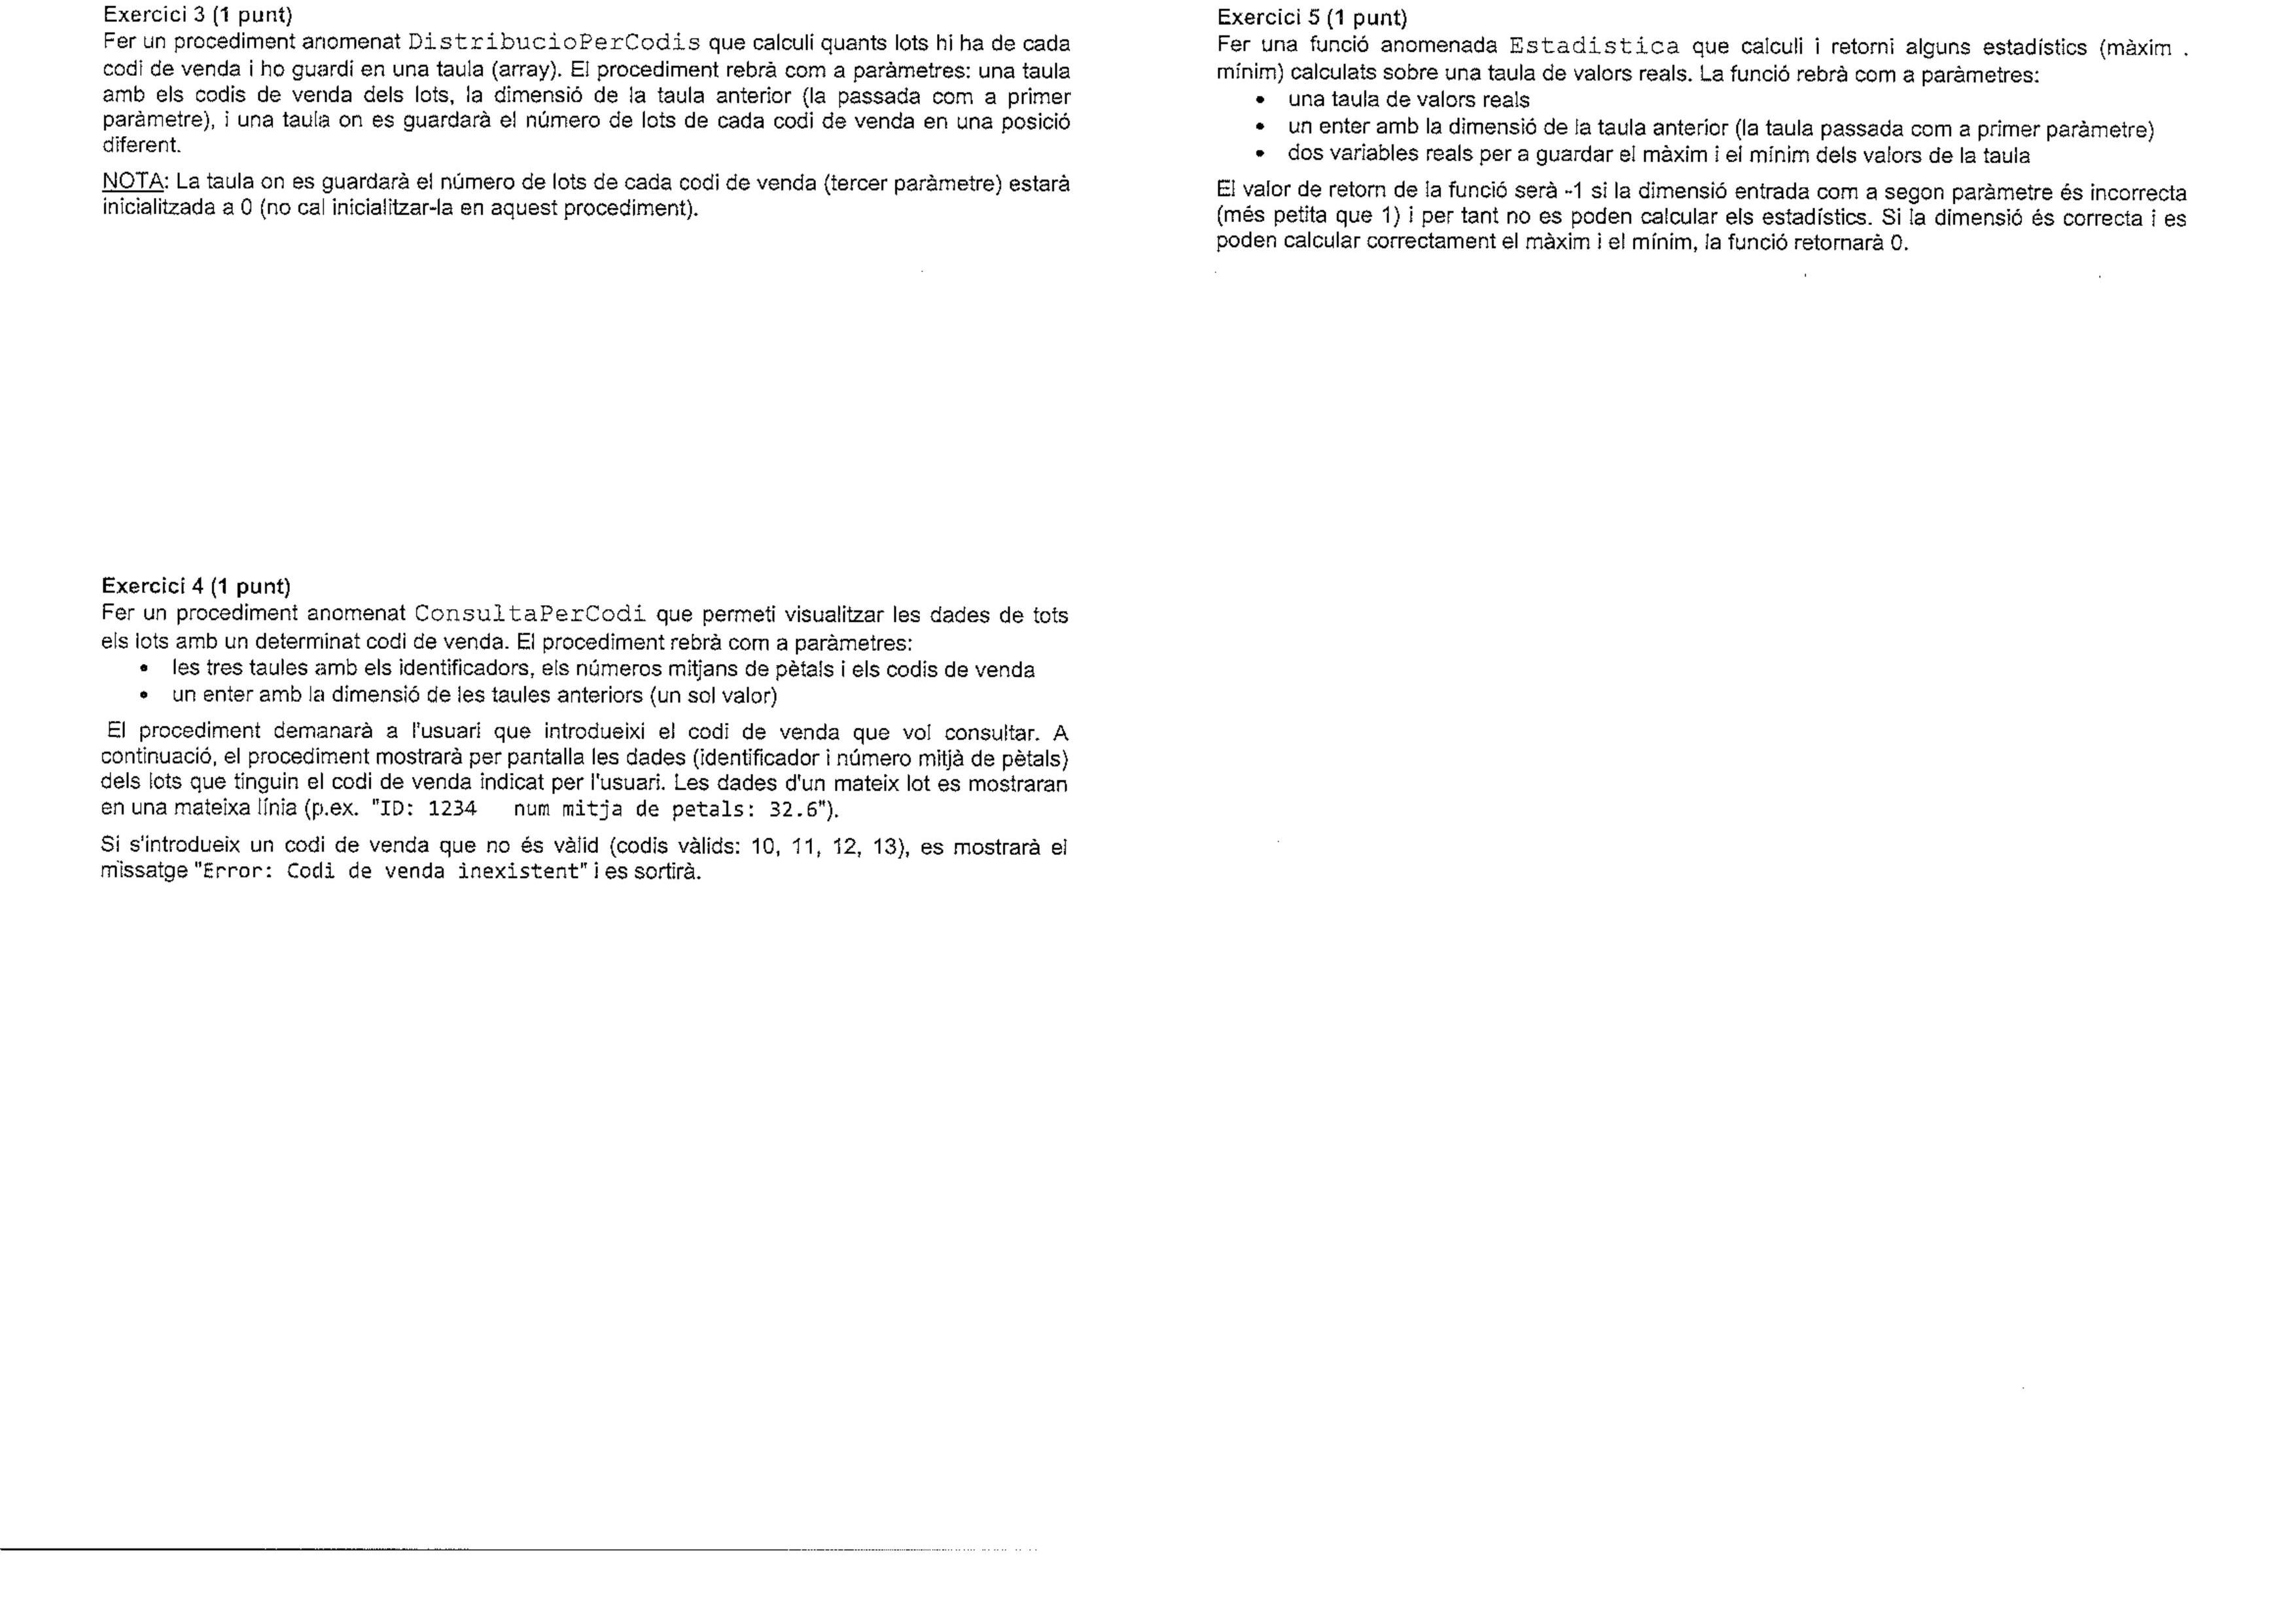 Exercici 3 (1 punt)
Fer un procediment anomenat DistribucioPerCodis que calculi quants lots hi ha de cada
codi de venda i ho guardi en una taula (array). El procediment rebrà com a paràmetres: una taula
amb els codis de venda dels lots, la dimensió de la taula anterior (la passada com a primer
paràmetre), i una taula on es guardarà el número de lots de cada codi de venda en una posició
diferent.
NOTA: La taula on es guardarà el número de lots de cada codi de venda (tercer paràmetre) estarà
inicialitzada a 0 (no cal inicialitzar-la en aquest procediment).
Exercici 4 (1 punt)
Fer un procediment anomenat ConsultaPerCodi que permeti visualitzar les dades de tots
els lots amb un determinat codi de venda. El procediment rebrà com a paràmetres:
• les tres taules amb els identificadors, els números mitjans de pètals i els codis de venda
• un enter amb la dimensió de les taules anteriors (un sol valor)
El procediment demanarà a l'usuari que introdueixi el codi de venda que vol consultar. A
continuació, el procediment mostrarà per pantalla les dades (identificador i número mitjà de pètals)
dels lots que tinguin el codi de venda indicat per l'usuari. Les dades d'un mateix lot es mostraran
en una mateixa línia (p.ex. "ID: 1234   num mitja de petals: 32.6").
Si s'introdueix un codi de venda que no és vàlid (codis vàlids: 10, 11, 12, 13), es mostrarà el
missatge "Error: Codi de venda inexistent" i es sortirà.
Exercici 5 (1 punt)
Fer una funció anomenada Estadistica que calculi i retorni alguns estadístics (màxim .
mínim) calculats sobre una taula de valors reals. La funció rebrà com a paràmetres:
• una taula de valors reals
• un enter amb la dimensió de la taula anterior (la taula passada com a primer paràmetre)
• dos variables reals per a guardar el màxim i el mínim dels valors de la taula
El valor de retorn de la funció serà -1 si la dimensió entrada com a segon paràmetre és incorrecta
(més petita que 1) i per tant no es poden calcular els estadístics. Si la dimensió és correcta i es
poden calcular correctament el màxim i el mínim, la funció retornarà 0.